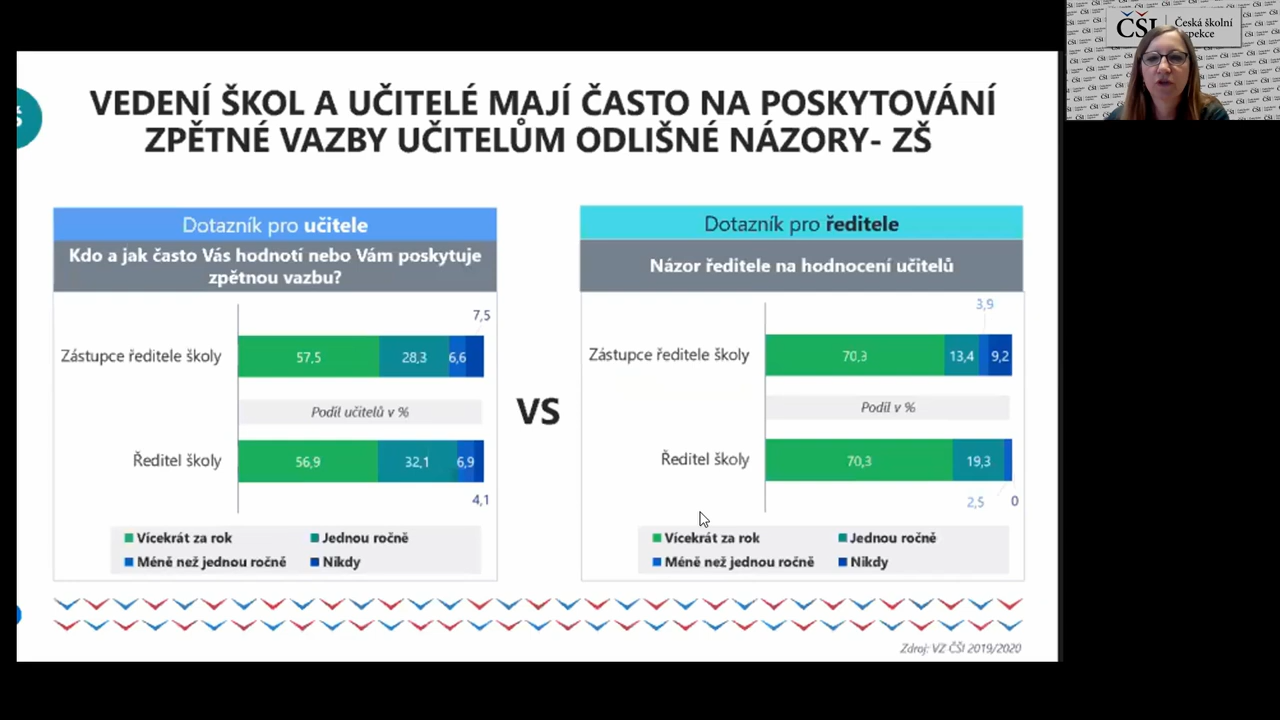 VEDENÍ ŠKOL A UČITELÉ MAJÍ ČASTO NA POSKYTOVÁNÍ
ZPĚTNÉ VAZBY UČITELŮM ODLIŠNÉ NÁZORY- ZŠ
Dotazník pro učitele
Kdo a jak často Vás hodnotí nebo Vám poskytuje
zpětnou vazbu?
7,5
Zástupce ředitele školy
57,5
28,3
6,6
Podíl učitelů v %
Ředitel školy
56,9
32,1
6,9
4,1
Vícekrát za rok
Jednou ročně
Méně než jednou ročně
Nikdy
VS
Dotazník pro ředitele
Názor ředitele na hodnocení učitelů
3,9
Zástupce ředitele školy
70,3
13,4
9,2
Podíl v %
Ředitel školy
70,3
19,3
2,5
0
Vícekrát za rok
Jednou ročně
Méně než jednou ročně
Nikdy
Zdroj: VZ ČŠI 2019/2020
ČŠI
Česká školní